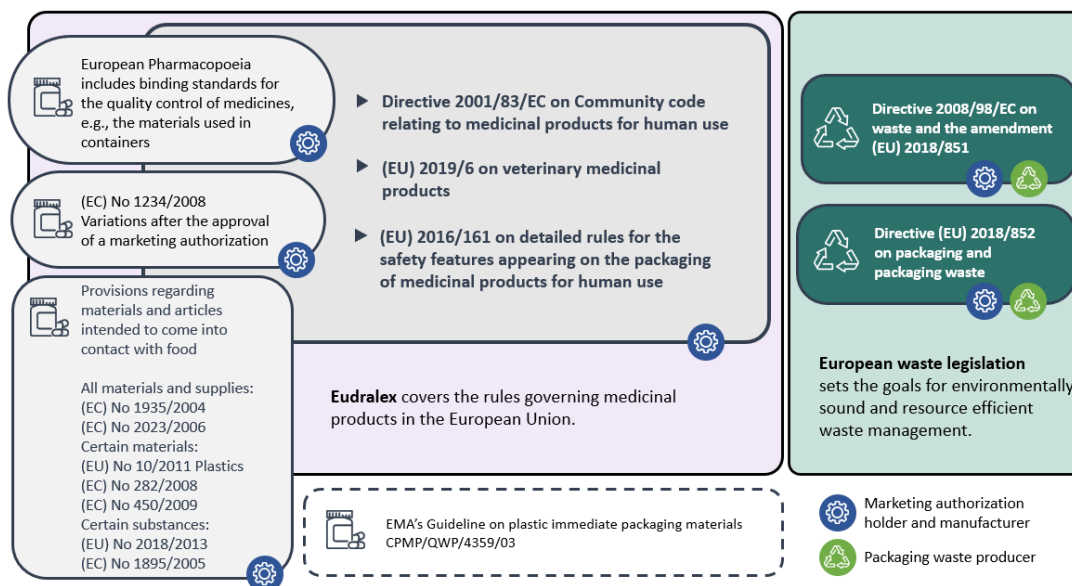 European Pharmacopoeia
includes binding standards for
the quality control of medicines,
e.g., the materials used in
containers
(EC) No 1234/2008
Variations after the approval
of a marketing authorization
Provisions regarding
materials and articles
intended to come into
contact with food
All materials and supplies:
(EC) No 1935/2004
(EC) No 2023/2006
Certain materials:
(EU) No 10/2011 Plastics
(EC) No 282/2008
(EC) No 450/2009
Certain substances:
(EU) No 2018/2013
(EC) No 1895/2005
Directive 2001/83/EC on Community code
relating to medicinal products for human use
(EU) 2019/6 on veterinary medicinal
products
(EU) 2016/161 on detailed rules for the
safety features appearing on the packaging
of medicinal products for human use
Eudralex covers the rules governing medicinal
products in the European Union.
EMA's Guideline on plastic immediate packaging materials
CPMP/QWP/4359/03
Directive 2008/98/EC on
waste and the amendment
(EU) 2018/851
Directive (EU) 2018/852
on packaging and
packaging waste
European waste legislation
sets the goals for environmentally
sound and resource efficient
waste management.
Marketing authorization
holder and manufacturer
Packaging waste producer